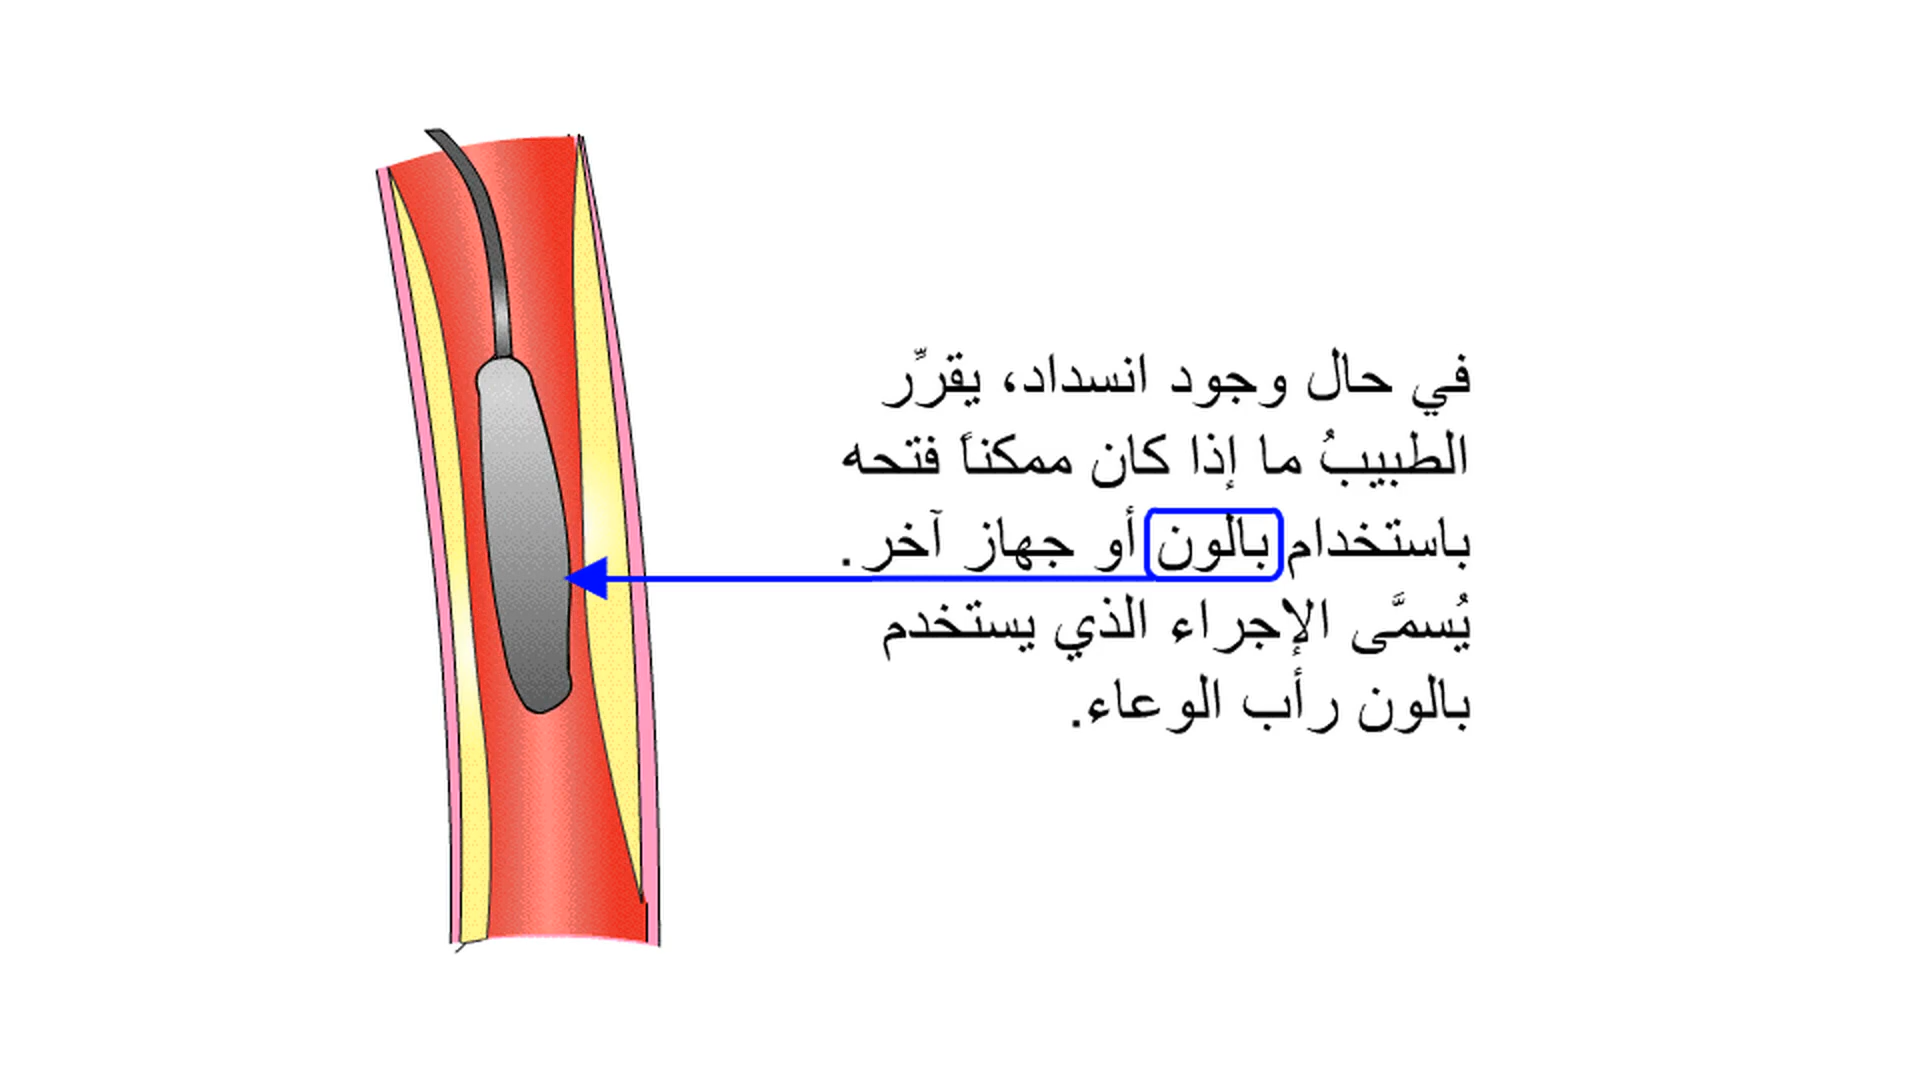 في حال وجود انسداد، يقرِّر
الطبيبُ ما إذا كان ممكناً فتحه
باستخدام بالون أو جهاز آخر.
يُسمَّى الإجراء الذي يستخدم
بالون رأب الوعاء.